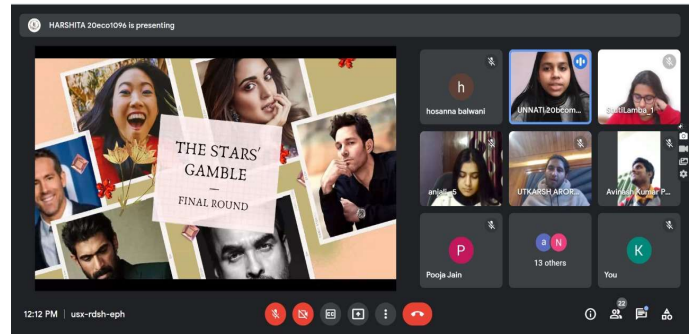 HARSHITA 20eco1096 is presenting
THE STARS'
GAMBLE
FINAL ROUND
h
hosanna balwani
UNNATI 20bcom...
StutiLamba_1
anjali_5
UTKARSH AROR...
Avinash Kumar P...
P
Pooja Jain
a N
13 others
K
You
12:12 PM | usx-rdsh-eph
22